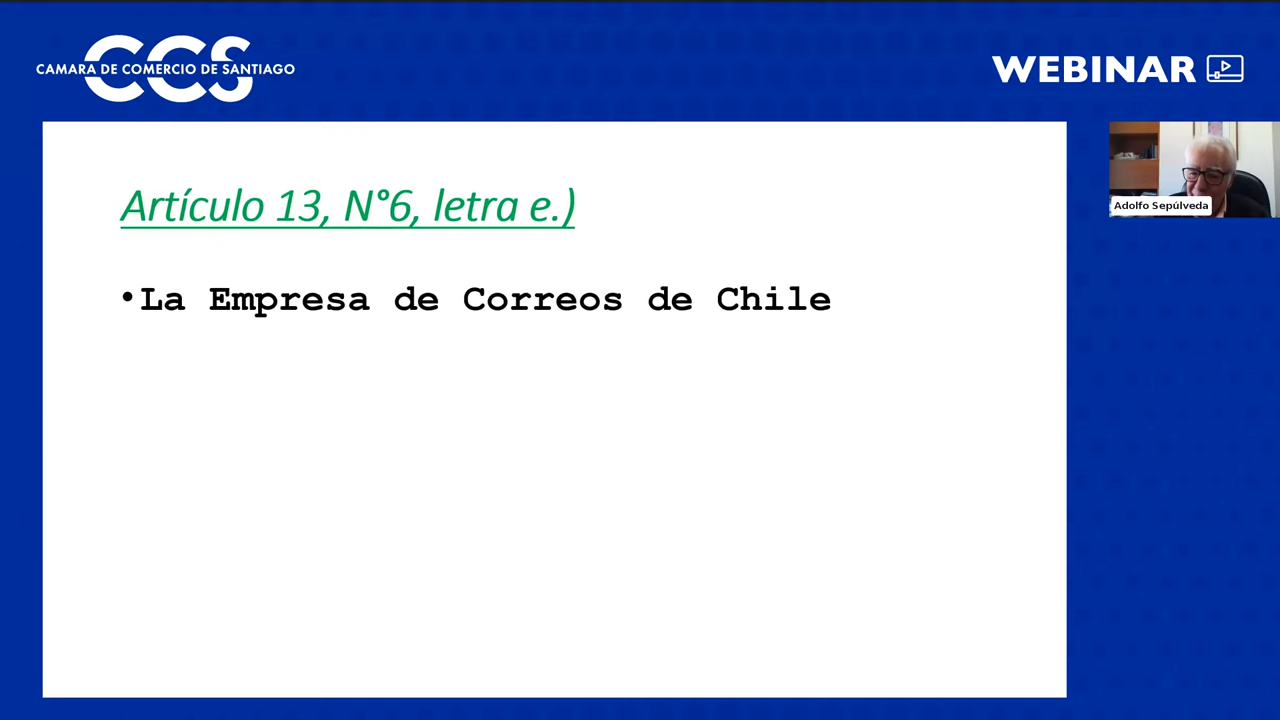 CCS
CAMARA DE COMERCIO DE SANTIAGO
WEBINAR
Artículo 13, N°6, letra e.)
•La Empresa de Correos de Chile
Adolfo Sepúlveda